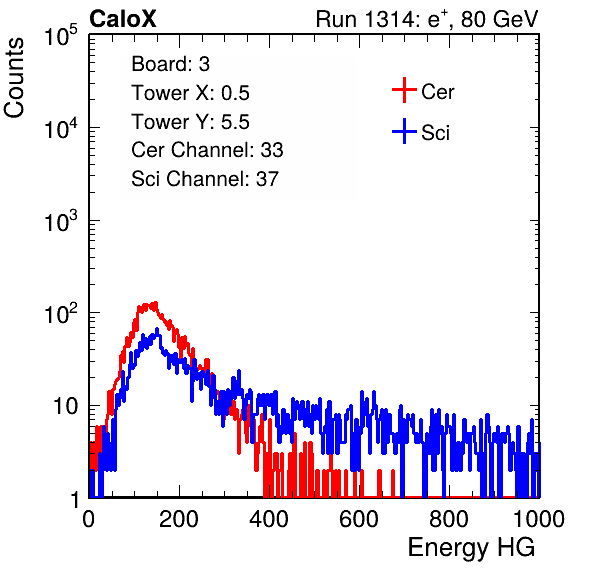 CaloX Run 1314: e⁺, 80 GeV
Counts
Board: 3
Tower X: 0.5
Tower Y: 5.5
Cer Channel: 33
Sci Channel: 37
Cer
Sci
10⁵
10⁴
10³
10²
10
1
0 200 400 600 800 1000
Energy HG